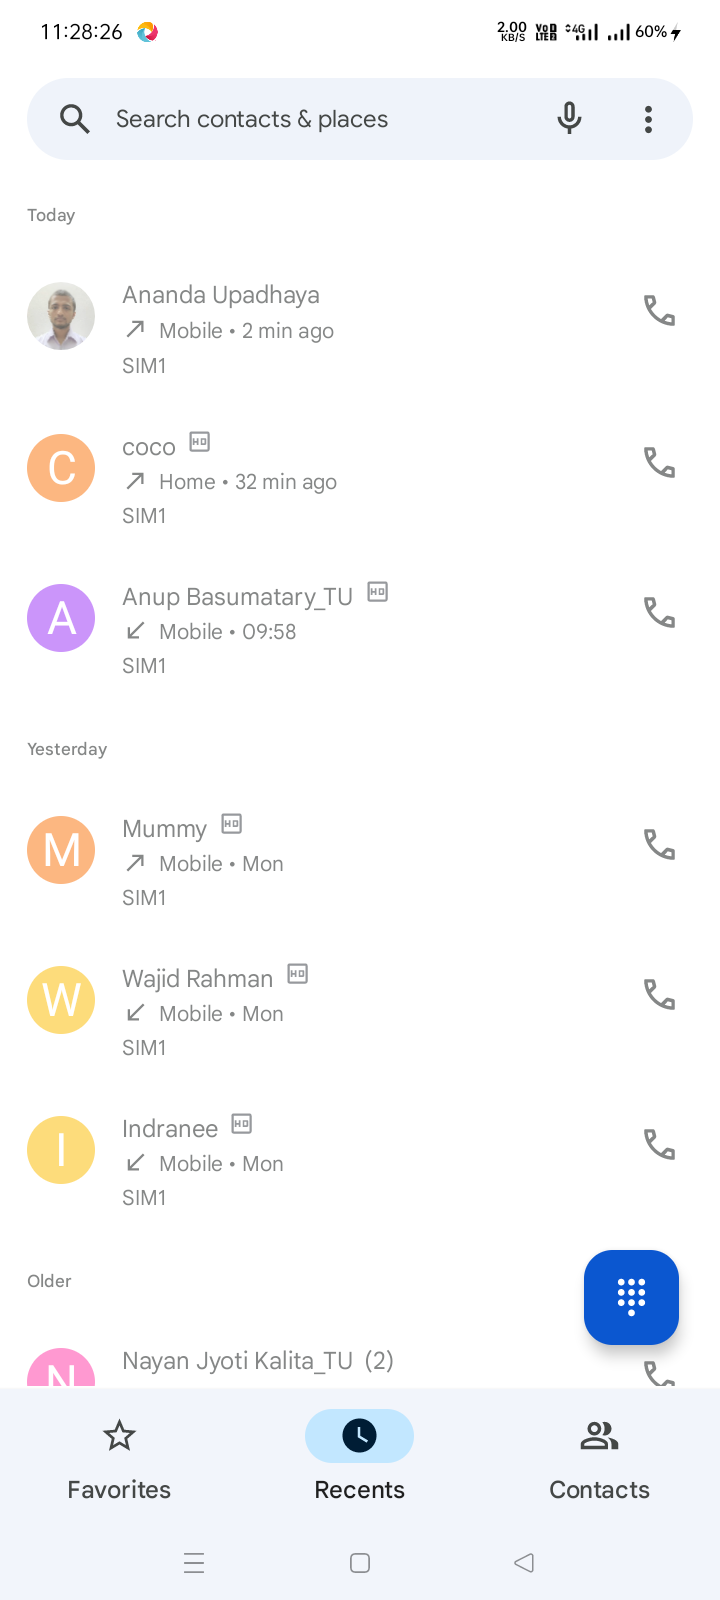 11:28:26 2.00 KB/S VoD LTE2 4G 60%
Search contacts & places
Today
Ananda Upadhaya
Mobile • 2 min ago
SIM1
C coco HD
Home • 32 min ago
SIM1
A Anup Basumatary_TU HD
Mobile • 09:58
SIM1
Yesterday
M Mummy HD
Mobile • Mon
SIM1
W Wajid Rahman HD
Mobile • Mon
SIM1
I Indranee HD
Mobile • Mon
SIM1
Older
N Nayan Jyoti Kalita_TU (2)
Favorites Recents Contacts